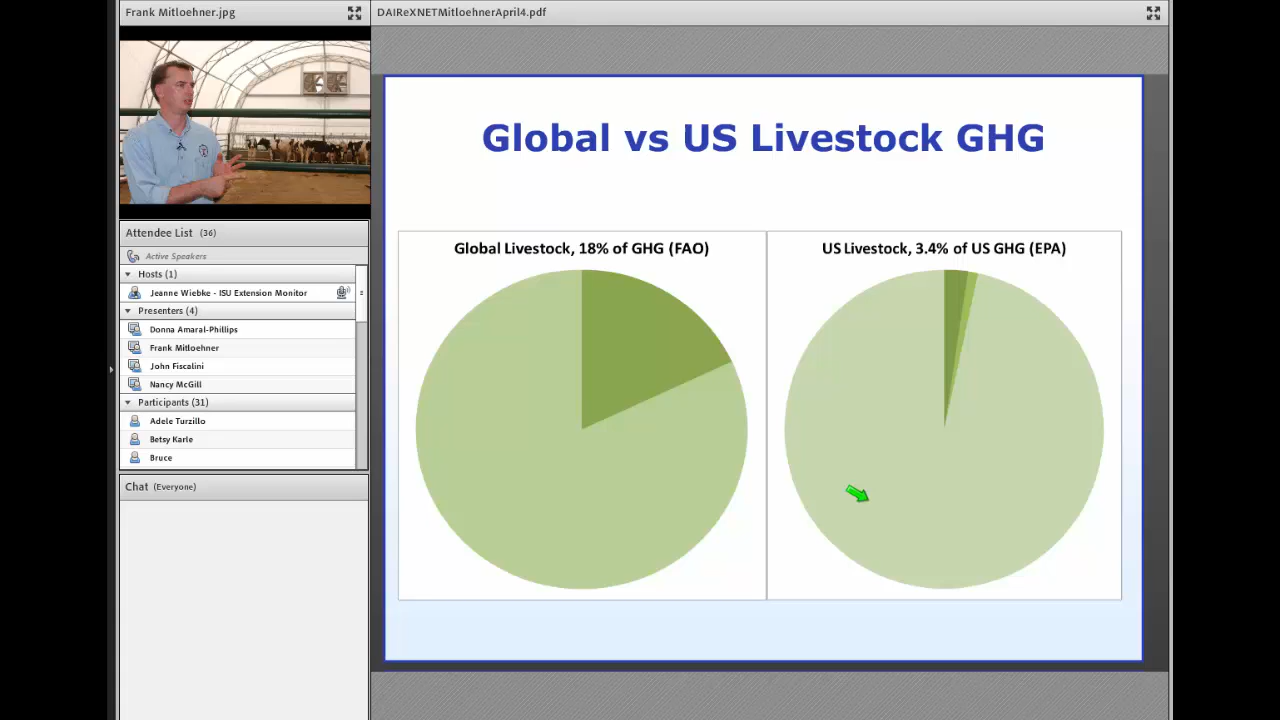 Frank Mitloehner.jpg
Attendee List (36)
Active Speakers
Hosts (1)
Jeanne Wiebke - ISU Extension Monitor
Presenters (4)
Donna Amaral-Phillips
Frank Mitloehner
John Fiscalini
Nancy McGill
Participants (31)
Adele Turzillo
Betsy Karle
Bruce
Chat (Everyone)
DAIReXNETMitloehnerApril4.pdf
Global vs US Livestock GHG
Global Livestock, 18% of GHG (FAO)
US Livestock, 3.4% of US GHG (EPA)